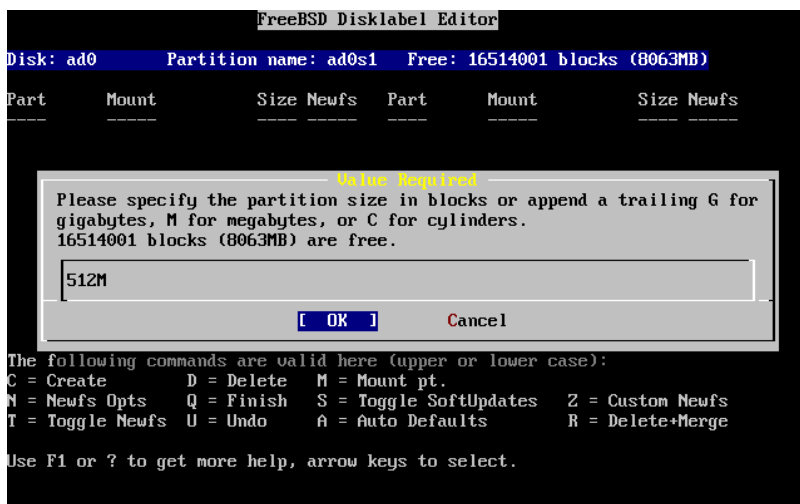 FreeBSD Disklabel Editor
Disk: ad0 Partition name: ad0s1 Free: 16514001 blocks (8063MB)
Part Mount Size Newfs Part Mount Size Newfs
---- ----- ---- ----- ---- ----- ---- -----
Value Required
Please specify the partition size in blocks or append a trailing G for
gigabytes, M for megabytes, or C for cylinders.
16514001 blocks (8063MB) are free.
512M
[ OK ] Cancel
The following commands are valid here (upper or lower case):
C = Create D = Delete M = Mount pt.
N = Newfs Opts Q = Finish S = Toggle SoftUpdates Z = Custom Newfs
T = Toggle Newfs U = Undo A = Auto Defaults R = Delete+Merge
Use F1 or ? to get more help, arrow keys to select.